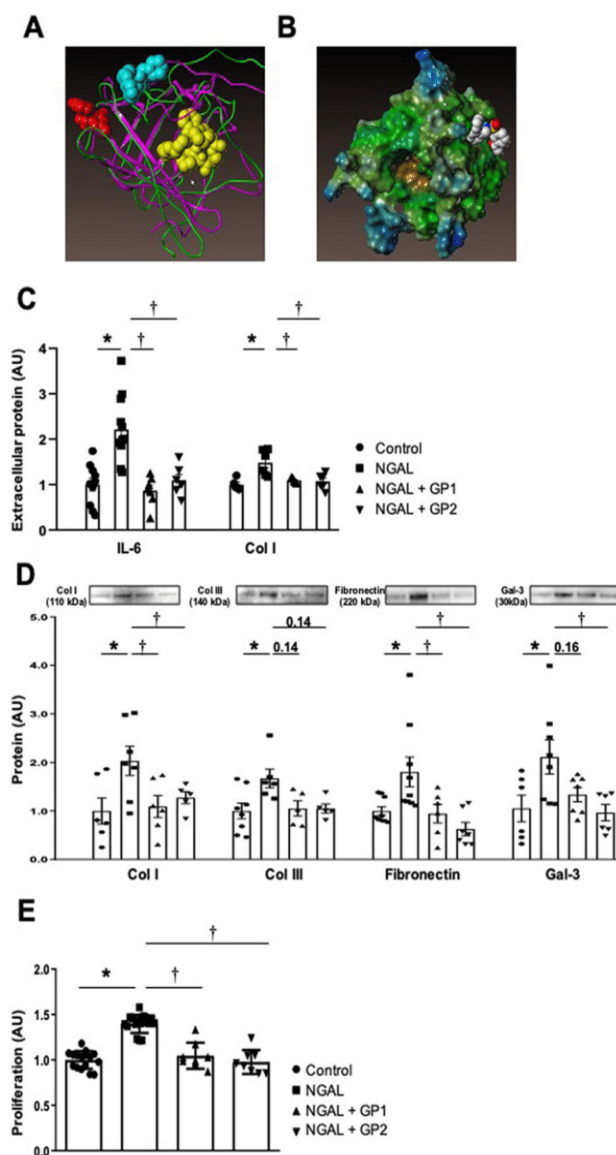 A
B
C
† †
* † * †
Extracellular protein (AU)
4
3
2
1
0
IL-6 Col I
Control
NGAL
NGAL + GP1
NGAL + GP2
D
Col I
(110 kDa)
Col III
(140 kDa)
Fibronectin
(220 kDa)
Gal-3
(30kDa)
† 0.14 † †
* † * 0.14 * † * 0.16
Protein (AU)
5.0
4.0
3.0
2.0
1.0
0.0
Col I Col III Fibronectin Gal-3
E
†
* †
Proliferation (AU)
2.0
1.5
1.0
0.5
0.0
Control
NGAL
NGAL + GP1
NGAL + GP2